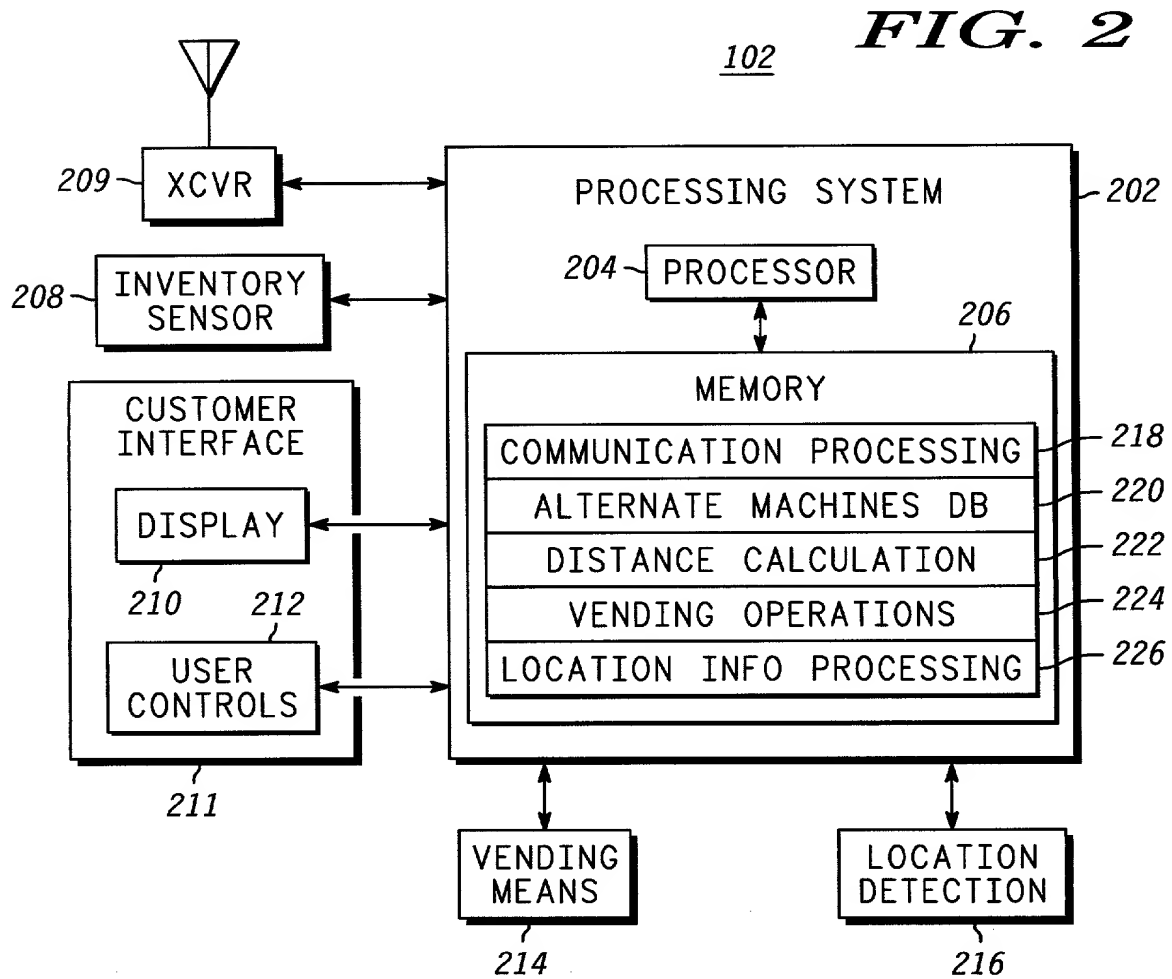 FIG. 2
102
209
XCVR
PROCESSING SYSTEM
202
208
INVENTORY
SENSOR
204
PROCESSOR
206
MEMORY
CUSTOMER
INTERFACE
COMMUNICATION PROCESSING
218
ALTERNATE MACHINES DB
220
DISPLAY
DISTANCE CALCULATION
222
210
212
VENDING OPERATIONS
224
USER
CONTROLS
LOCATION INFO PROCESSING
226
211
VENDING
MEANS
214
LOCATION
DETECTION
216